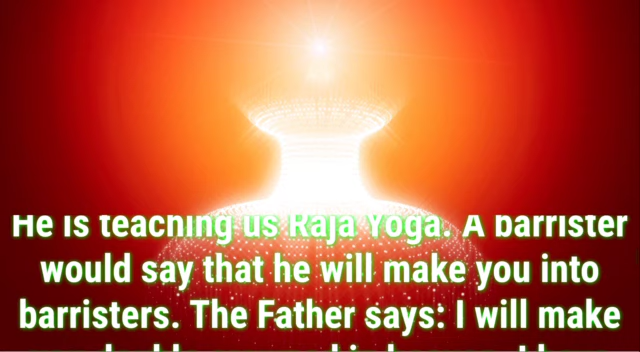 He is teaching us Raja Yoga. A barrister
would say that he will make you into
barristers. The Father says: I will make